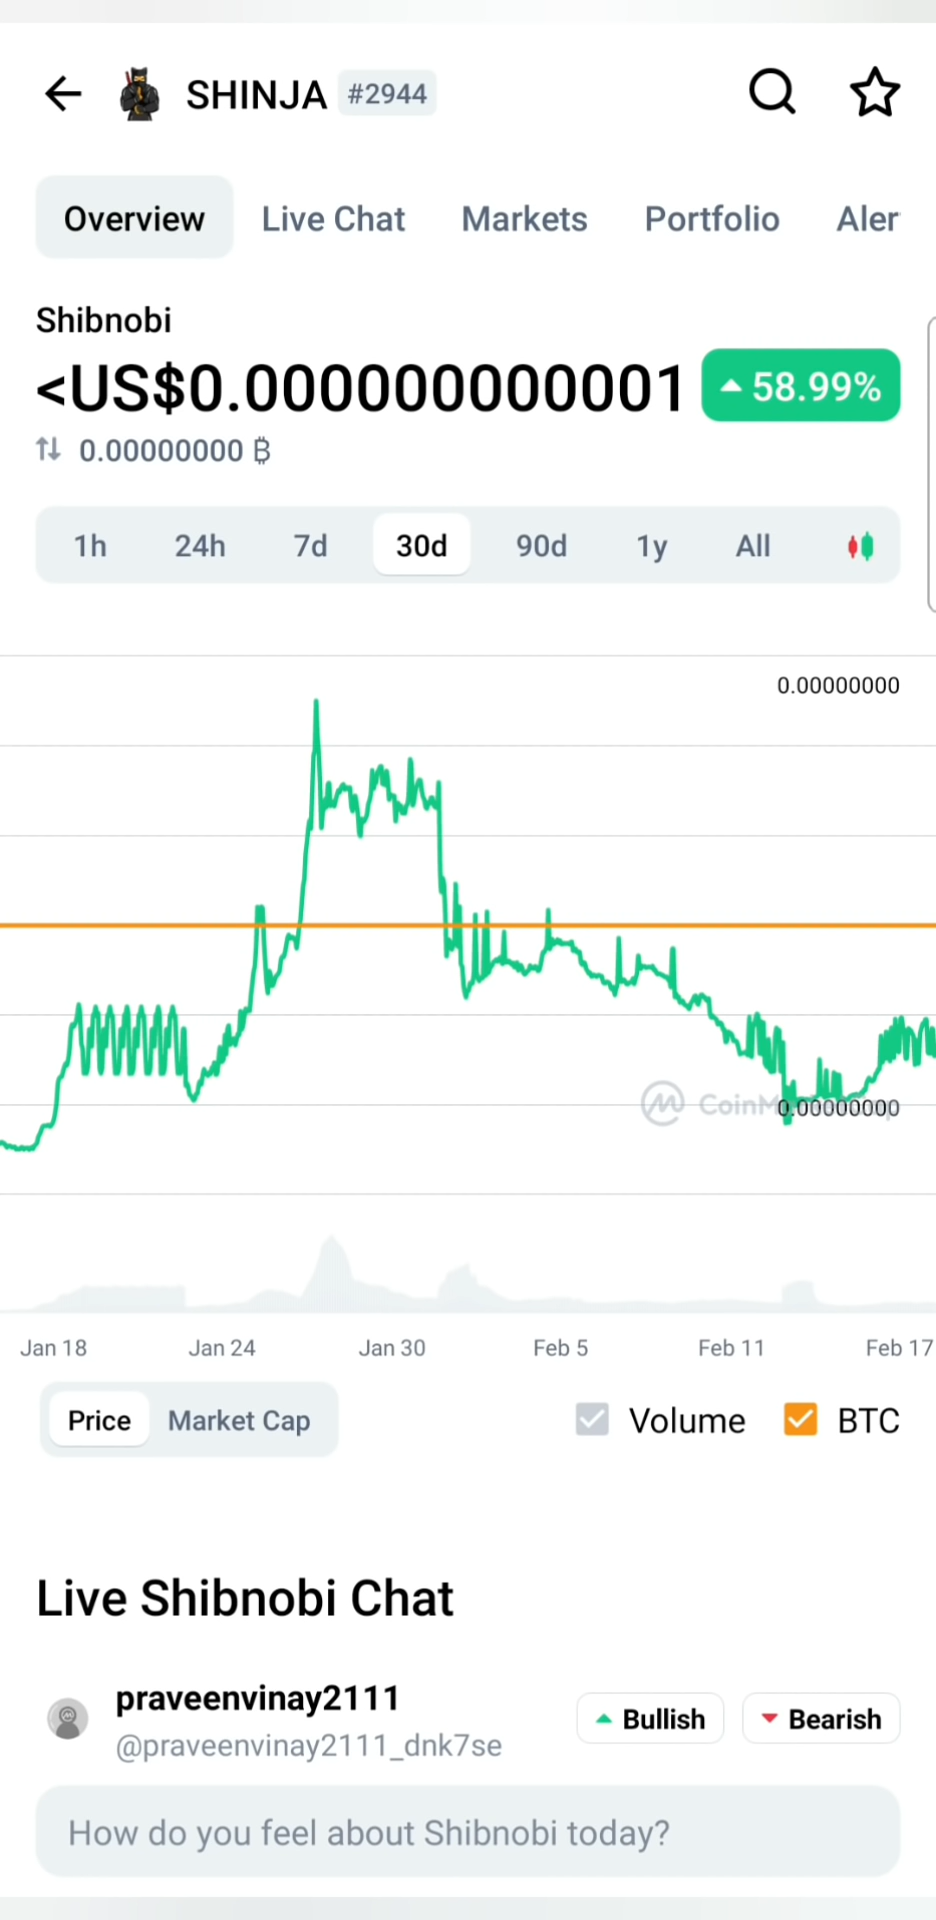 SHINJA #2944
Overview Live Chat Markets Portfolio Aler
Shibnobi
<US$0.000000000001 58.99%
0.00000000 ₿
1h 24h 7d 30d 90d 1y All
0.00000000
CoinM
0.00000000
Jan 18 Jan 24 Jan 30 Feb 5 Feb 11 Feb 17
Price Market Cap Volume BTC
Live Shibnobi Chat
praveenvinay2111
@praveenvinay2111_dnk7se
Bullish Bearish
How do you feel about Shibnobi today?